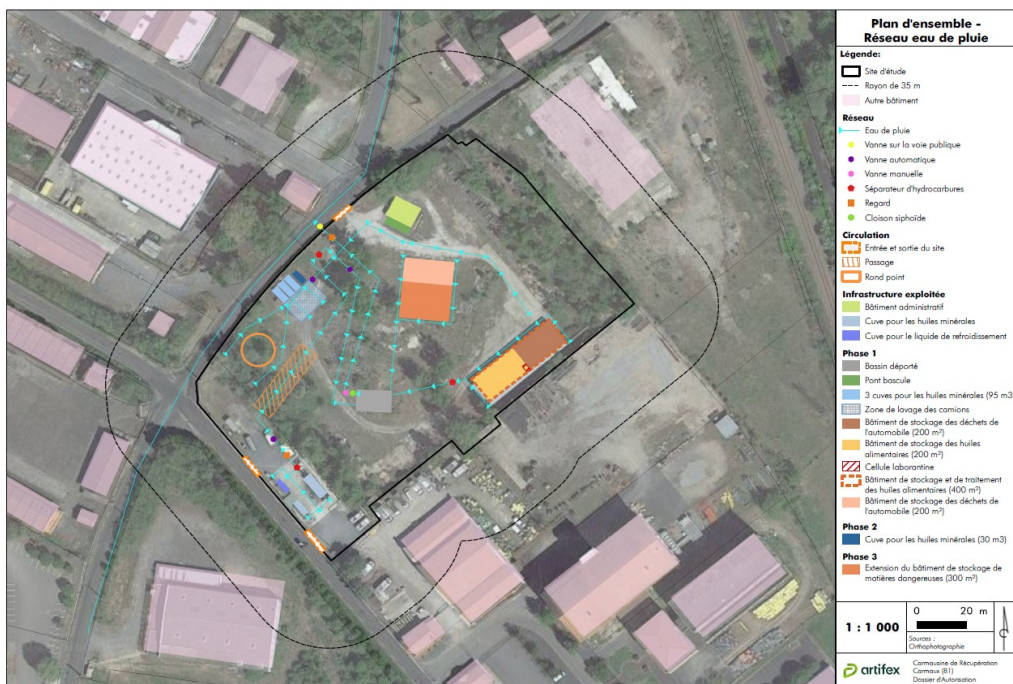 Plan d'ensemble -
Réseau eau de pluie
Légende:
Site d'étude
Rayon de 35 m
Autre bâtiment
Réseau
Eau de pluie
Vanne sur la voie publique
Vanne automatique
Vanne manuelle
Séparateur d'hydrocarbures
Regard
Cloison siphoïde
Circulation
Entrée et sortie du site
Passage
Rond point
Infrastructure exploitée
Bâtiment administratif
Cuve pour les huiles minérales
Cuve pour le liquide de refroidissement
Phase 1
Bassin déporté
Pont bascule
3 cuves pour les huiles minérales (95 m3
Zone de lavage des camions
Bâtiment de stockage des déchets de
l'automobile (200 m²)
Bâtiment de stockage des huiles
alimentaires (200 m²)
Cellule laborantine
Bâtiment de stockage et de traitement
des huiles alimentaires (400 m²)
Bâtiment de stockage des déchets de
l'automobile (200 m²)
Phase 2
Cuve pour les huiles minérales (30 m3)
Phase 3
Extension du bâtiment de stockage de
matières dangereuses (300 m²)
1 : 1 000
0 20 m
Sources :
Orthophotographie
artifex
Carmausine de Récupération
Carmaux (81)
Dossier d'Autorisation